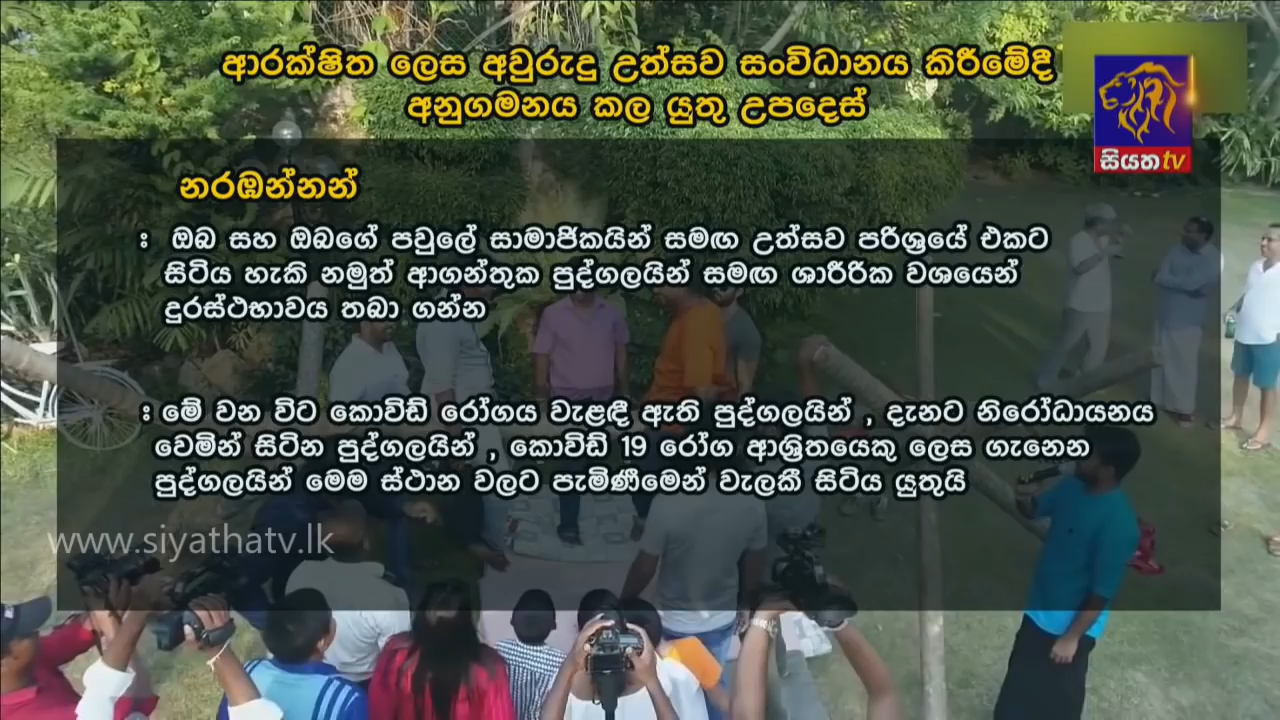 ආරක්ෂිත ලෙස අවුරුදු උත්සව සංවිධානය කිරීමේදී
අනුගමනය කල යුතු උපදෙස්
සියත tv
නරඹන්නන්
: ඔබ සහ ඔබගේ පවුලේ සාමාජිකයින් සමඟ උත්සව පරිශ්‍රයේ එකට
සිටිය හැකි නමුත් ආගන්තුක පුද්ගලයින් සමඟ ශාරීරික වශයෙන්
දුරස්ථභාවය තබා ගන්න
: මේ වන විට කොවිඩ් රෝගය වැළඳී ඇති පුද්ගලයින් , දැනට නිරෝධායනය
වෙමින් සිටින පුද්ගලයින් , කොවිඩ් 19 රෝග ආශ්‍රිතයෙකු ලෙස ගැනෙන
පුද්ගලයින් මෙම ස්ථාන වලට පැමිණීමෙන් වැලකී සිටිය යුතුයි
www.siyathatv.lk